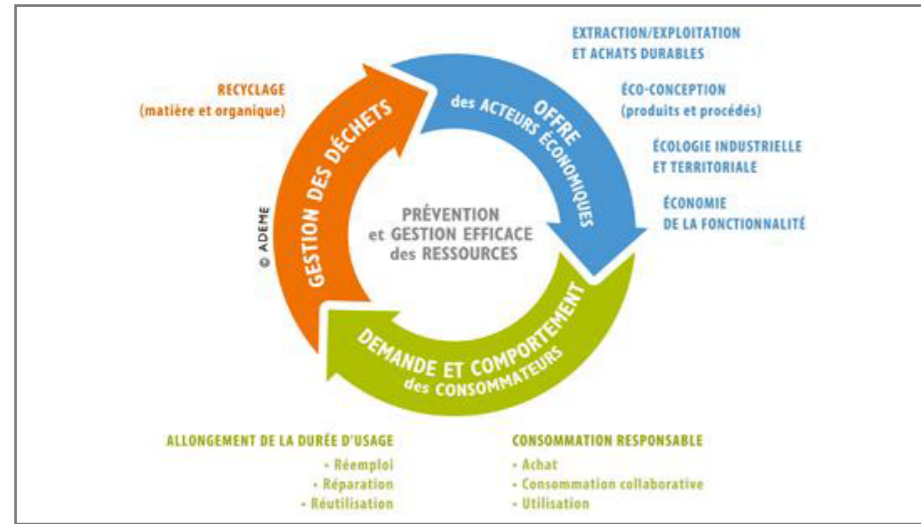 EXTRACTION/EXPLOITATION
ET ACHATS DURABLES
RECYCLAGE
(matière et organique)
ÉCO-CONCEPTION
(produits et procédés)
ÉCOLOGIE INDUSTRIELLE
ET TERRITORIALE
ÉCONOMIE
DE LA FONCTIONNALITÉ
OFFRE
des ACTEURS ÉCONOMIQUES
GESTION DES DÉCHETS
© ADEME
PRÉVENTION
et GESTION EFFICACE
des RESSOURCES
DEMANDE ET COMPORTEMENT
des CONSOMMATEURS
ALLONGEMENT DE LA DURÉE D'USAGE
• Réemploi
• Réparation
• Réutilisation
CONSOMMATION RESPONSABLE
• Achat
• Consommation collaborative
• Utilisation